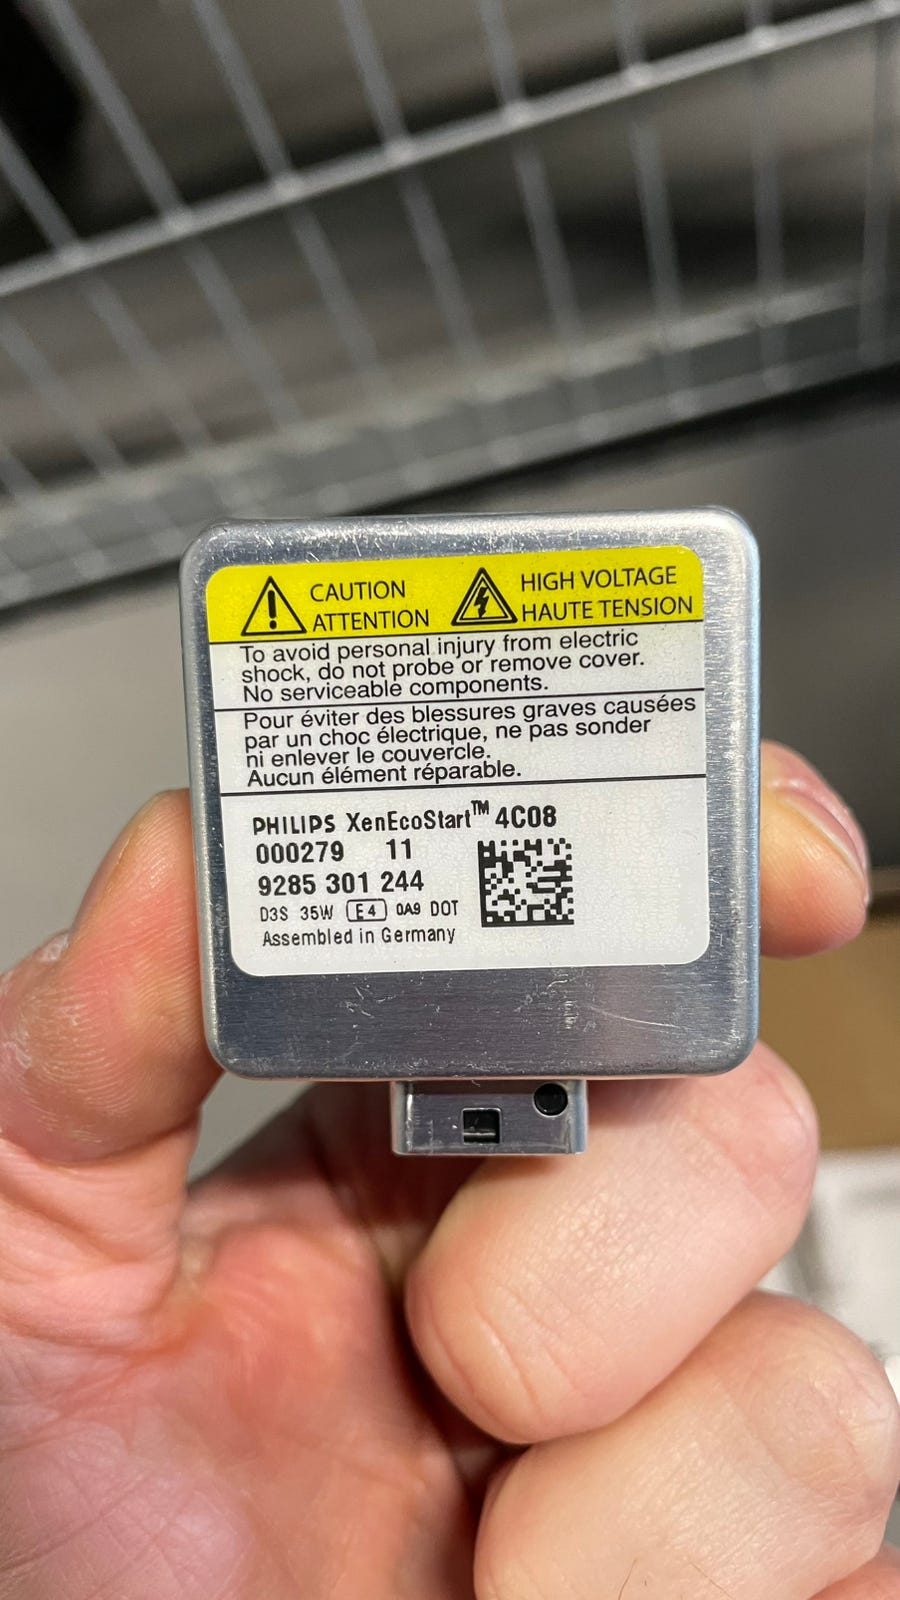 CAUTION
ATTENTION
HIGH VOLTAGE
HAUTE TENSION
To avoid personal injury from electric
shock, do not probe or remove cover.
No serviceable components.
Pour éviter des blessures graves causées
par un choc électrique, ne pas sonder
ni enlever le couvercle.
Aucun élément réparable.
PHILIPS XenEcoStart™ 4C08
000279 11
9285 301 244
D3S 35W E4 0A9 DOT
Assembled in Germany